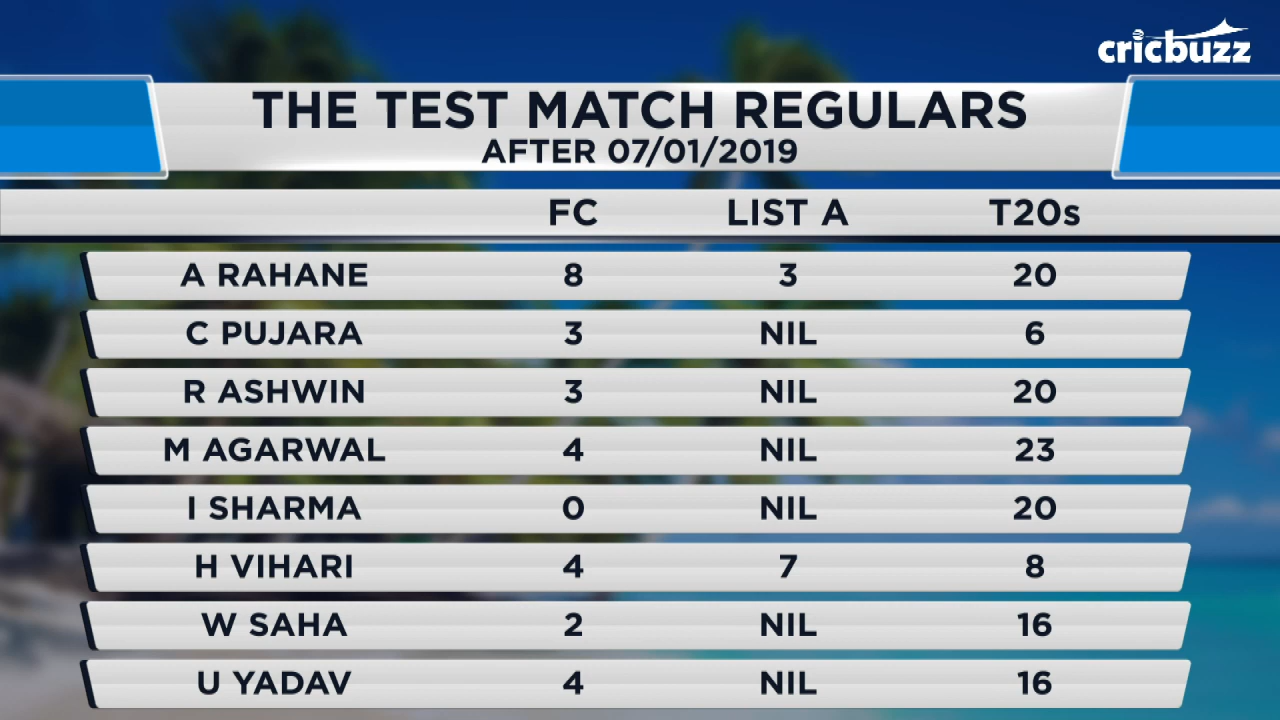 cricbuzz
THE TEST MATCH REGULARS
AFTER 07/01/2019
FC LIST A T20s
A RAHANE 8 3 20
C PUJARA 3 NIL 6
R ASHWIN 3 NIL 20
M AGARWAL 4 NIL 23
I SHARMA 0 NIL 20
H VIHARI 4 7 8
W SAHA 2 NIL 16
U YADAV 4 NIL 16